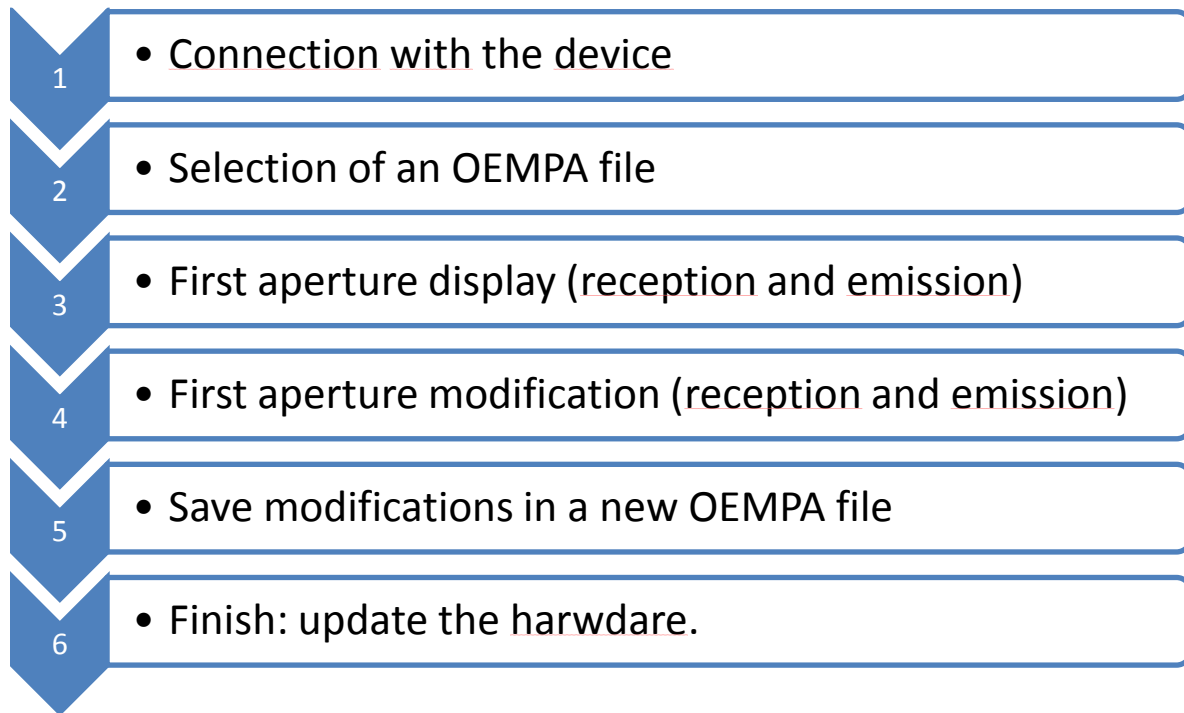 1
• Connection with the device
2
• Selection of an OEMPA file
3
• First aperture display (reception and emission)
4
• First aperture modification (reception and emission)
5
• Save modifications in a new OEMPA file
6
• Finish: update the harwdare.